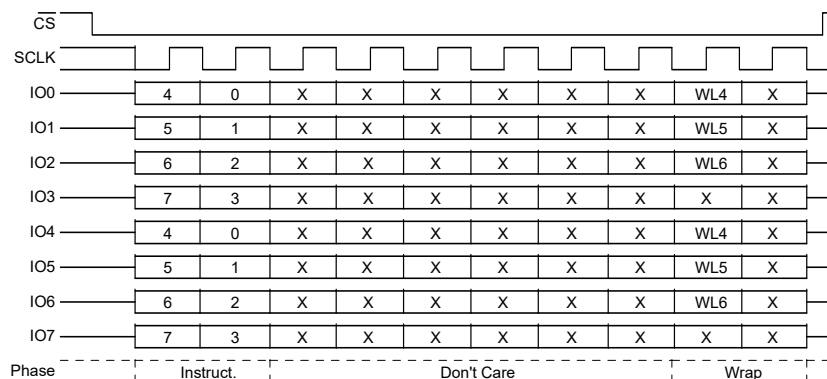 CS
SCLK
IO0 4 0 X X X X X X WL4 X
IO1 5 1 X X X X X X WL5 X
IO2 6 2 X X X X X X WL6 X
IO3 7 3 X X X X X X X X
IO4 4 0 X X X X X X WL4 X
IO5 5 1 X X X X X X WL5 X
IO6 6 2 X X X X X X WL6 X
IO7 7 3 X X X X X X X X
Phase Instruct. Don't Care Wrap